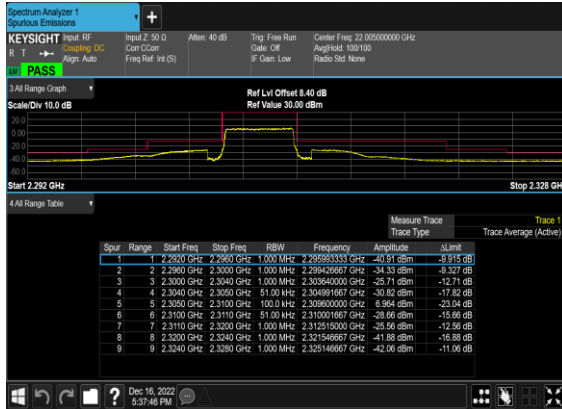 Spectrum Analyzer 1
Spurious Emissions
KEYSIGHT Input: RF Input Z: 50 Ω Atten: 40 dB Trig: Free Run Center Freq: 22.005000000 GHz
R T Coupling: DC Corr CCorr Gate: Off Avg|Hold: 100/100
Align: Auto Freq Ref: Int (S) IF Gain: Low Radio Std: None
PASS
3 All Range Graph Ref Lvl Offset 8.40 dB
Scale/Div 10.0 dB Ref Value 30.00 dBm
20.0
0.00
-20.0
-40.0
-60.0
Start 2.292 GHz Stop 2.328 GH
4 All Range Table
Measure Trace Trace 1
Trace Type Trace Average (Active)
Spur Range Start Freq Stop Freq RBW Frequency Amplitude ΔLimit
1 1 2.2920 GHz 2.2960 GHz 1.000 MHz 2.295993333 GHz -40.91 dBm -9.915 dB
2 2 2.2960 GHz 2.3000 GHz 1.000 MHz 2.299426667 GHz -34.33 dBm -9.327 dB
3 3 2.3000 GHz 2.3040 GHz 1.000 MHz 2.303640000 GHz -25.71 dBm -12.71 dB
4 4 2.3040 GHz 2.3050 GHz 51.00 kHz 2.304991667 GHz -30.82 dBm -17.82 dB
5 5 2.3050 GHz 2.3100 GHz 100.0 kHz 2.309600000 GHz 6.964 dBm -23.04 dB
6 6 2.3100 GHz 2.3110 GHz 51.00 kHz 2.310001667 GHz -28.66 dBm -15.66 dB
7 7 2.3110 GHz 2.3200 GHz 1.000 MHz 2.312515000 GHz -25.56 dBm -12.56 dB
8 8 2.3200 GHz 2.3240 GHz 1.000 MHz 2.321546667 GHz -41.88 dBm -16.88 dB
9 9 2.3240 GHz 2.3280 GHz 1.000 MHz 2.325146667 GHz -42.06 dBm -11.06 dB
Dec 16, 2022
5:37:46 PM